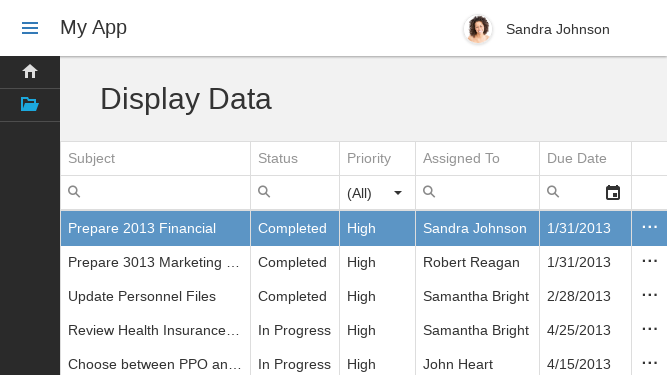 My App
Sandra Johnson
Display Data
Subject Status Priority Assigned To Due Date
(All)
Prepare 2013 Financial Completed High Sandra Johnson 1/31/2013 ...
Prepare 3013 Marketing ... Completed High Robert Reagan 1/31/2013 ...
Update Personnel Files Completed High Samantha Bright 2/28/2013 ...
Review Health Insurance... In Progress High Samantha Bright 4/25/2013 ...
Choose between PPO an... In Progress High John Heart 4/15/2013 ...